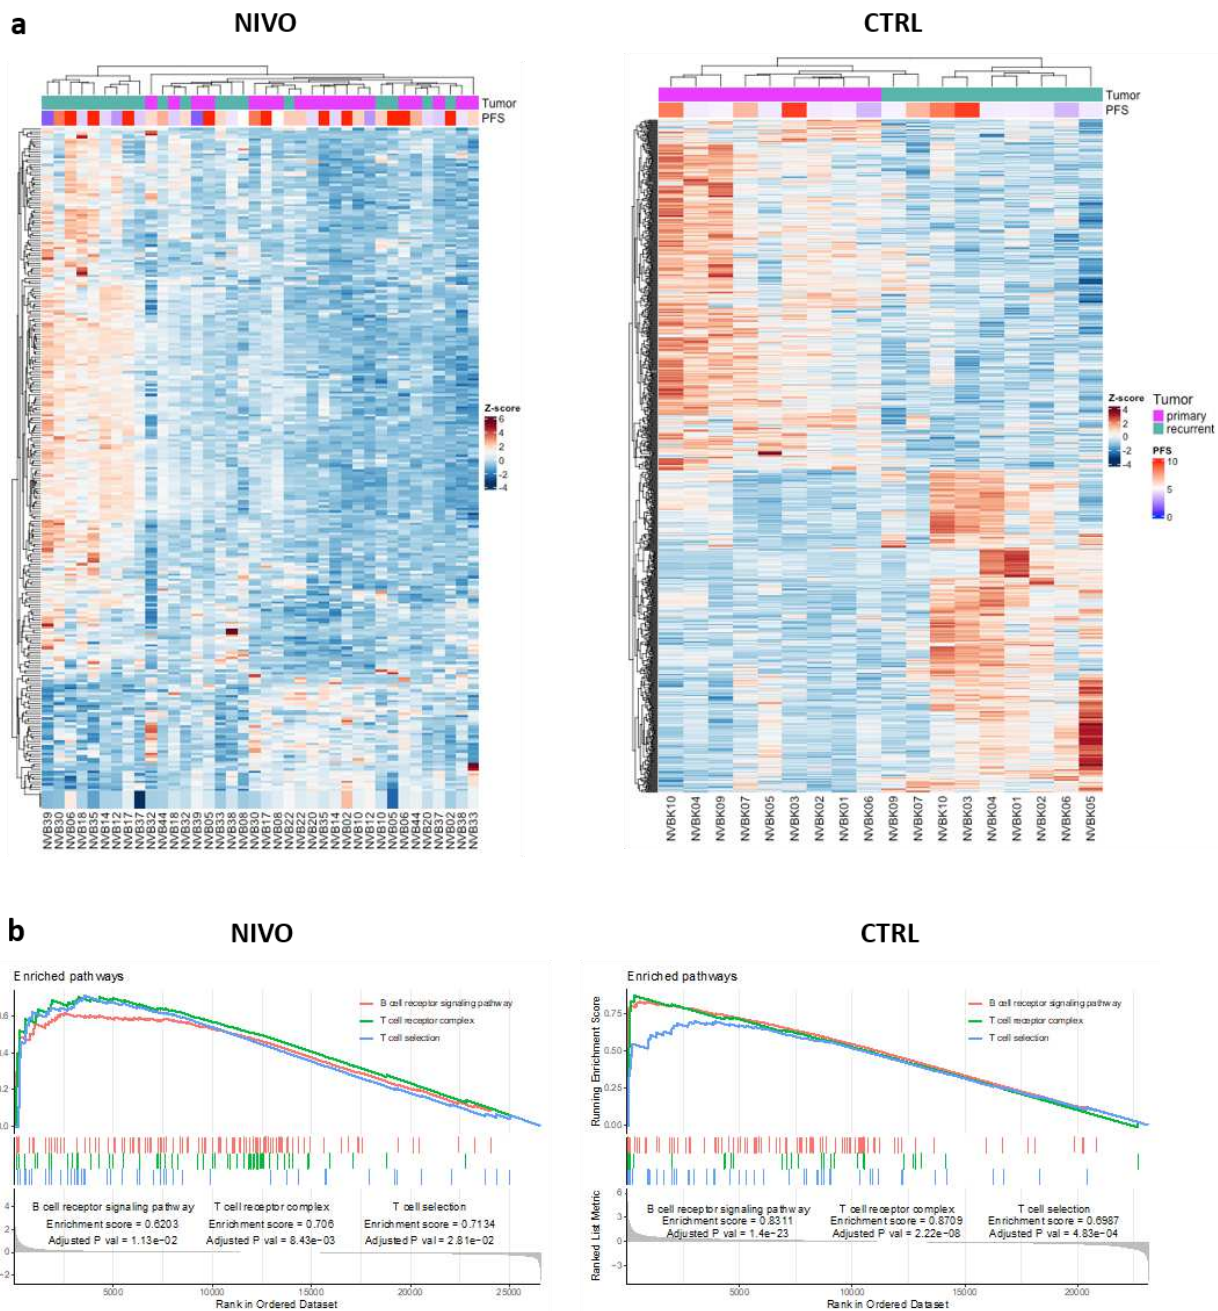 a
NIVO
CTRL
Tumor
PFS
Z-score
6
4
2
0
-2
-4
NVB39
NVB30
NVB06
NVB18
NVB35
NVB14
NVB12
NVB17
NVB37
NVB32
NVB44
NVB18
NVB32
NVB39
NVB05
NVB33
NVB38
NVB08
NVB30
NVB17
NVB08
NVB22
NVB22
NVB20
NVB35
NVB14
NVB02
NVB10
NVB12
NVB10
NVB05
NVB06
NVB44
NVB20
NVB37
NVB02
NVB38
NVB33
Tumor
PFS
Z-score
4
2
0
-2
-4
Tumor
primary
recurrent
PFS
10
5
0
NVBK10
NVBK04
NVBK09
NVBK07
NVBK05
NVBK03
NVBK02
NVBK01
NVBK06
NVBK09
NVBK07
NVBK10
NVBK03
NVBK04
NVBK01
NVBK02
NVBK06
NVBK05
b
NIVO
CTRL
Enriched pathways
B cell receptor signaling pathway
T cell receptor complex
T cell selection
B cell receptor signaling pathway
Enrichment score = 0.6203
Adjusted P val = 1.13e-02
T cell receptor complex
Enrichment score = 0.706
Adjusted P val = 8.43e-03
T cell selection
Enrichment score = 0.7134
Adjusted P val = 2.81e-02
4
2
0
-2
5000
10000
15000
20000
25000
Rank in Ordered Dataset
Enriched pathways
Running Enrichment Score
0.75
0.50
0.25
0.00
B cell receptor signaling pathway
T cell receptor complex
T cell selection
Ranked List Metric
6
3
0
-3
B cell receptor signaling pathway
Enrichment score = 0.8311
Adjusted P val = 1.4e-23
T cell receptor complex
Enrichment score = 0.8709
Adjusted P val = 2.22e-08
T cell selection
Enrichment score = 0.6987
Adjusted P val = 4.83e-04
5000
10000
15000
20000
Rank in Ordered Dataset